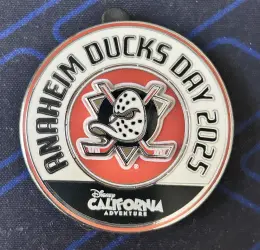 ANAHEIM DUCKS DAY 2025
Disney
CALIFORNIA
ADVENTURE